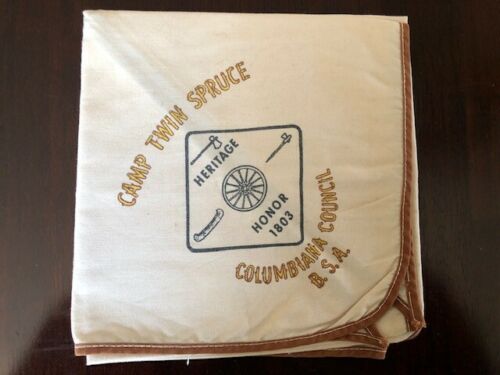 CAMP TWIN SPRUCE
HERITAGE
HONOR
1803
COLUMBIANA COUNCIL
B.S.A.